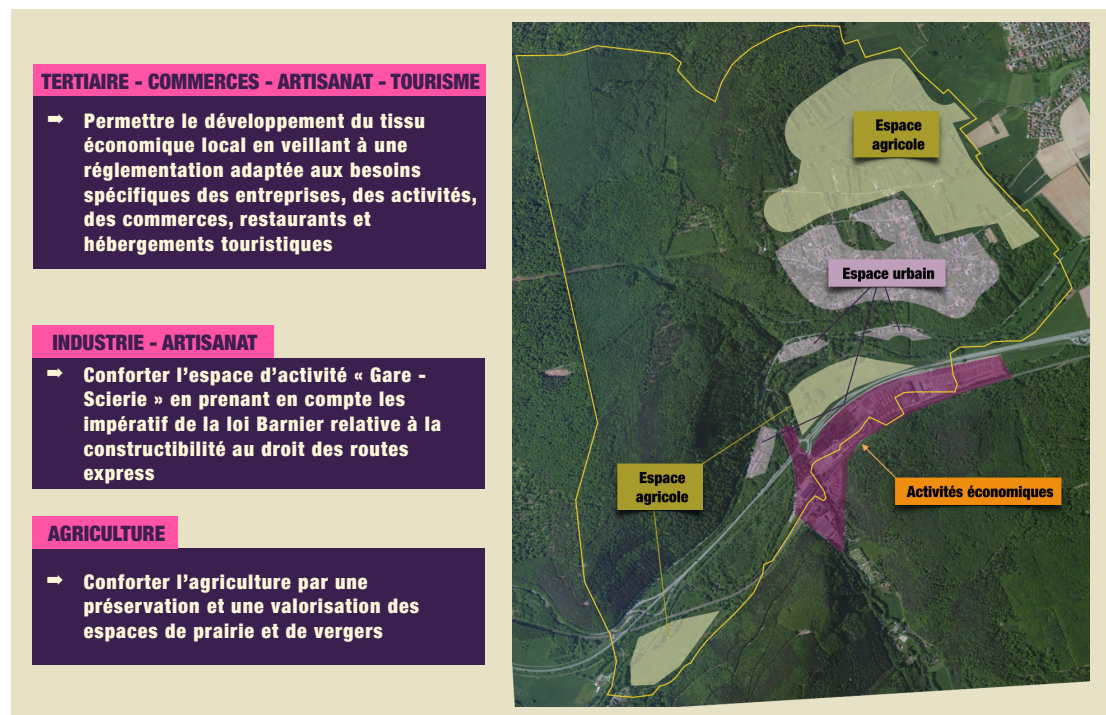 TERTIAIRE - COMMERCES - ARTISANAT - TOURISME
➡ Permettre le développement du tissu
économique local en veillant à une
réglementation adaptée aux besoins
spécifiques des entreprises, des activités,
des commerces, restaurants et
hébergements touristiques
INDUSTRIE - ARTISANAT
➡ Conforter l'espace d'activité « Gare -
Scierie » en prenant en compte les
impératif de la loi Barnier relative à la
constructibilité au droit des routes
express
AGRICULTURE
➡ Conforter l'agriculture par une
préservation et une valorisation des
espaces de prairie et de vergers
Espace
agricole
Espace urbain
Espace
agricole
Activités économiques